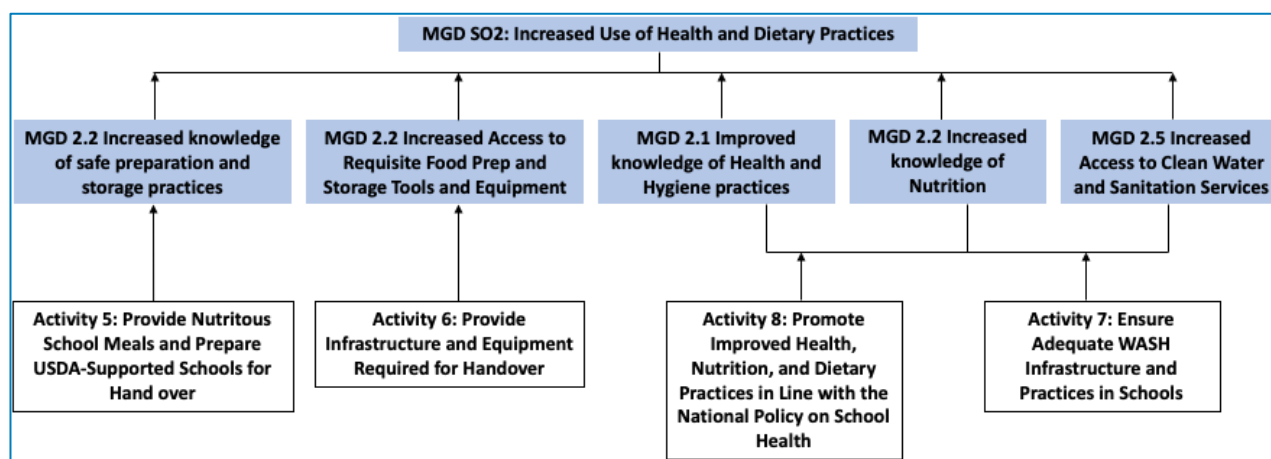 MGD SO2: Increased Use of Health and Dietary Practices
MGD 2.2 Increased knowledge
of safe preparation and
storage practices
MGD 2.2 Increased Access to
Requisite Food Prep and
Storage Tools and Equipment
MGD 2.1 Improved
knowledge of Health and
Hygiene practices
MGD 2.2 Increased
knowledge of
Nutrition
MGD 2.5 Increased
Access to Clean Water
and Sanitation Services
Activity 5: Provide Nutritous
School Meals and Prepare
USDA-Supported Schools for
Hand over
Activity 6: Provide
Infrastructure and Equipment
Required for Handover
Activity 8: Promote
Improved Health,
Nutrition, and Dietary
Practices in Line with the
National Policy on School
Health
Activity 7: Ensure
Adequate WASH
Infrastructure and
Practices in Schools